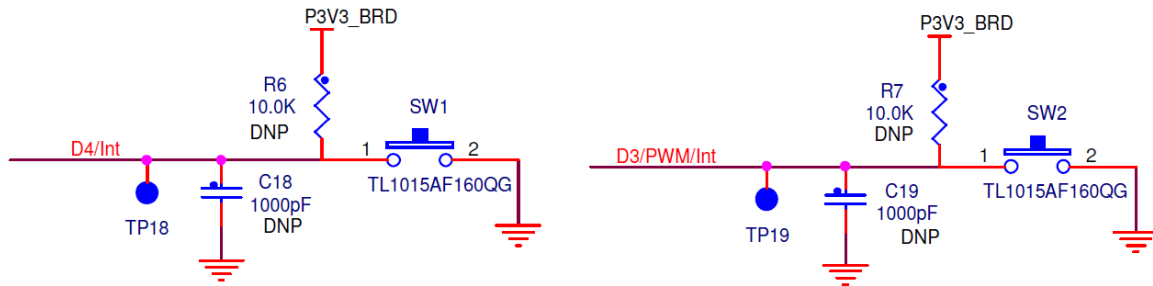 P3V3_BRD
R6
10.0K
DNP
SW1
D4/Int
1
2
TL1015AF160QG
C18
1000pF
DNP
TP18
P3V3_BRD
R7
10.0K
DNP
SW2
D3/PWM/Int
1
2
TL1015AF160QG
C19
1000pF
DNP
TP19